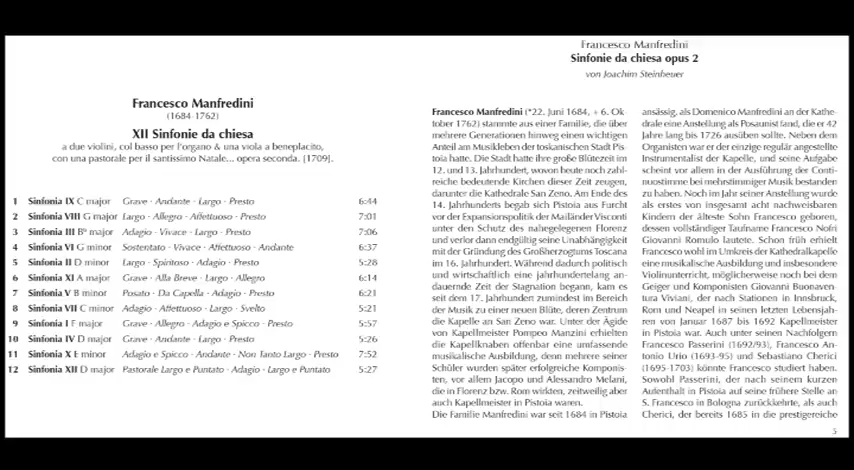 Francesco Manfredini
(1684-1762)
XII Sinfonie da chiesa
a due violini, col basso per l'organo & una viola a beneplacito,
con una pastorale per il santissimo Natale... opera seconda. [1709].
1 Sinfonia IX C major Grave · Andante · Largo · Presto 6:44
2 Sinfonia VIII G major Largo · Allegro · Affettuoso · Presto 7:01
3 Sinfonia III B♭ major Adagio · Vivace · Largo · Presto 7:06
4 Sinfonia VI G minor Sostentato · Vivace · Affettuoso · Andante 6:37
5 Sinfonia II D minor Largo · Spiritoso · Adagio · Presto 5:28
6 Sinfonia XI A major Grave · Alla Breve · Largo · Allegro 6:14
7 Sinfonia V B minor Posato · Da Capella · Adagio · Presto 6:21
8 Sinfonia VII C minor Adagio · Affettuoso · Largo · Svelto 5:21
9 Sinfonia I F major Grave · Allegro · Adagio e Spicco · Presto 5:57
10 Sinfonia IV D major Grave · Andante · Largo · Presto 5:26
11 Sinfonia X E minor Adagio e Spicco · Andante · Non Tanto Largo · Presto 7:52
12 Sinfonia XII D major Pastorale Largo e Puntato · Adagio · Largo e Puntato 5:27
Francesco Manfredini
Sinfonie da chiesa opus 2
von Joachim Steinheuer
Francesco Manfredini (*22. Juni 1684, + 6. Ok-
tober 1762) stammte aus einer Familie, die über
mehrere Generationen hinweg einen wichtigen
Anteil am Musikleben der toskanischen Stadt Pis-
toia hatte. Die Stadt hatte ihre große Blütezeit im
12. und 13. Jahrhundert, wovon heute noch zahl-
reiche bedeutende Kirchen dieser Zeit zeugen,
darunter die Kathedrale San Zeno. Am Ende des
14. Jahrhunderts begab sich Pistoia aus Furcht
vor der Expansionspolitik der Mailänder Visconti
unter den Schutz des nahegelegenen Florenz
und verlor dann endgültig seine Unabhängigkeit
mit der Gründung des Großherzogtums Toscana
im 16. Jahrhundert. Während dadurch politisch
und wirtschaftlich eine jahrhundertelang an-
dauernde Zeit der Stagnation begann, kam es
seit dem 17. Jahrhundert zumindest im Bereich
der Musik zu einer neuen Blüte, deren Zentrum
die Kapelle an San Zeno war. Unter der Ägide
von Kapellmeister Pompeo Manzini erhielten
die Kapellknaben offenbar eine umfassende
musikalische Ausbildung, denn mehrere seiner
Schüler wurden später erfolgreiche Komponis-
ten, vor allem Jacopo und Alessandro Melani,
die in Florenz bzw. Rom wirkten, zeitweilig aber
auch Kapellmeister in Pistoia waren.
Die Familie Manfredini war seit 1684 in Pistoia
ansässig, als Domenico Manfredini an der Kathe-
drale eine Anstellung als Posaunist fand, die er 42
Jahre lang bis 1726 ausüben sollte. Neben dem
Organisten war er der einzige regulär angestellte
Instrumentalist der Kapelle, und seine Aufgabe
scheint vor allem in der Ausführung der Conti-
nuostimme bei mehrstimmiger Musik bestanden
zu haben. Noch im Jahr seiner Anstellung wurde
als erstes von insgesamt acht nachweisbaren
Kindern der älteste Sohn Francesco geboren,
dessen vollständiger Taufname Francesco Nofri
Giovanni Romulo lautete. Schon früh erhielt
Francesco wohl im Umkreis der Kathedralkapelle
eine musikalische Ausbildung und insbesondere
Violinunterricht, möglicherweise noch bei dem
Geiger und Komponisten Giovanni Buonaven-
tura Viviani, der nach Stationen in Innsbruck,
Rom und Neapel in seinen letzten Lebensjah-
ren von Januar 1687 bis 1692 Kapellmeister
in Pistoia war. Auch unter seinen Nachfolgern
Francesco Passerini (1692/93), Francesco An-
tonio Urio (1693-95) und Sebastiano Cherici
(1695-1703) könnte Francesco studiert haben.
Sowohl Passerini, der nach seinem kurzen
Aufenthalt in Pistoia auf seine frühere Stelle an
S. Francesco in Bologna zurückkehrte, als auch
Cherici, der bereits 1685 in die prestigereiche
5